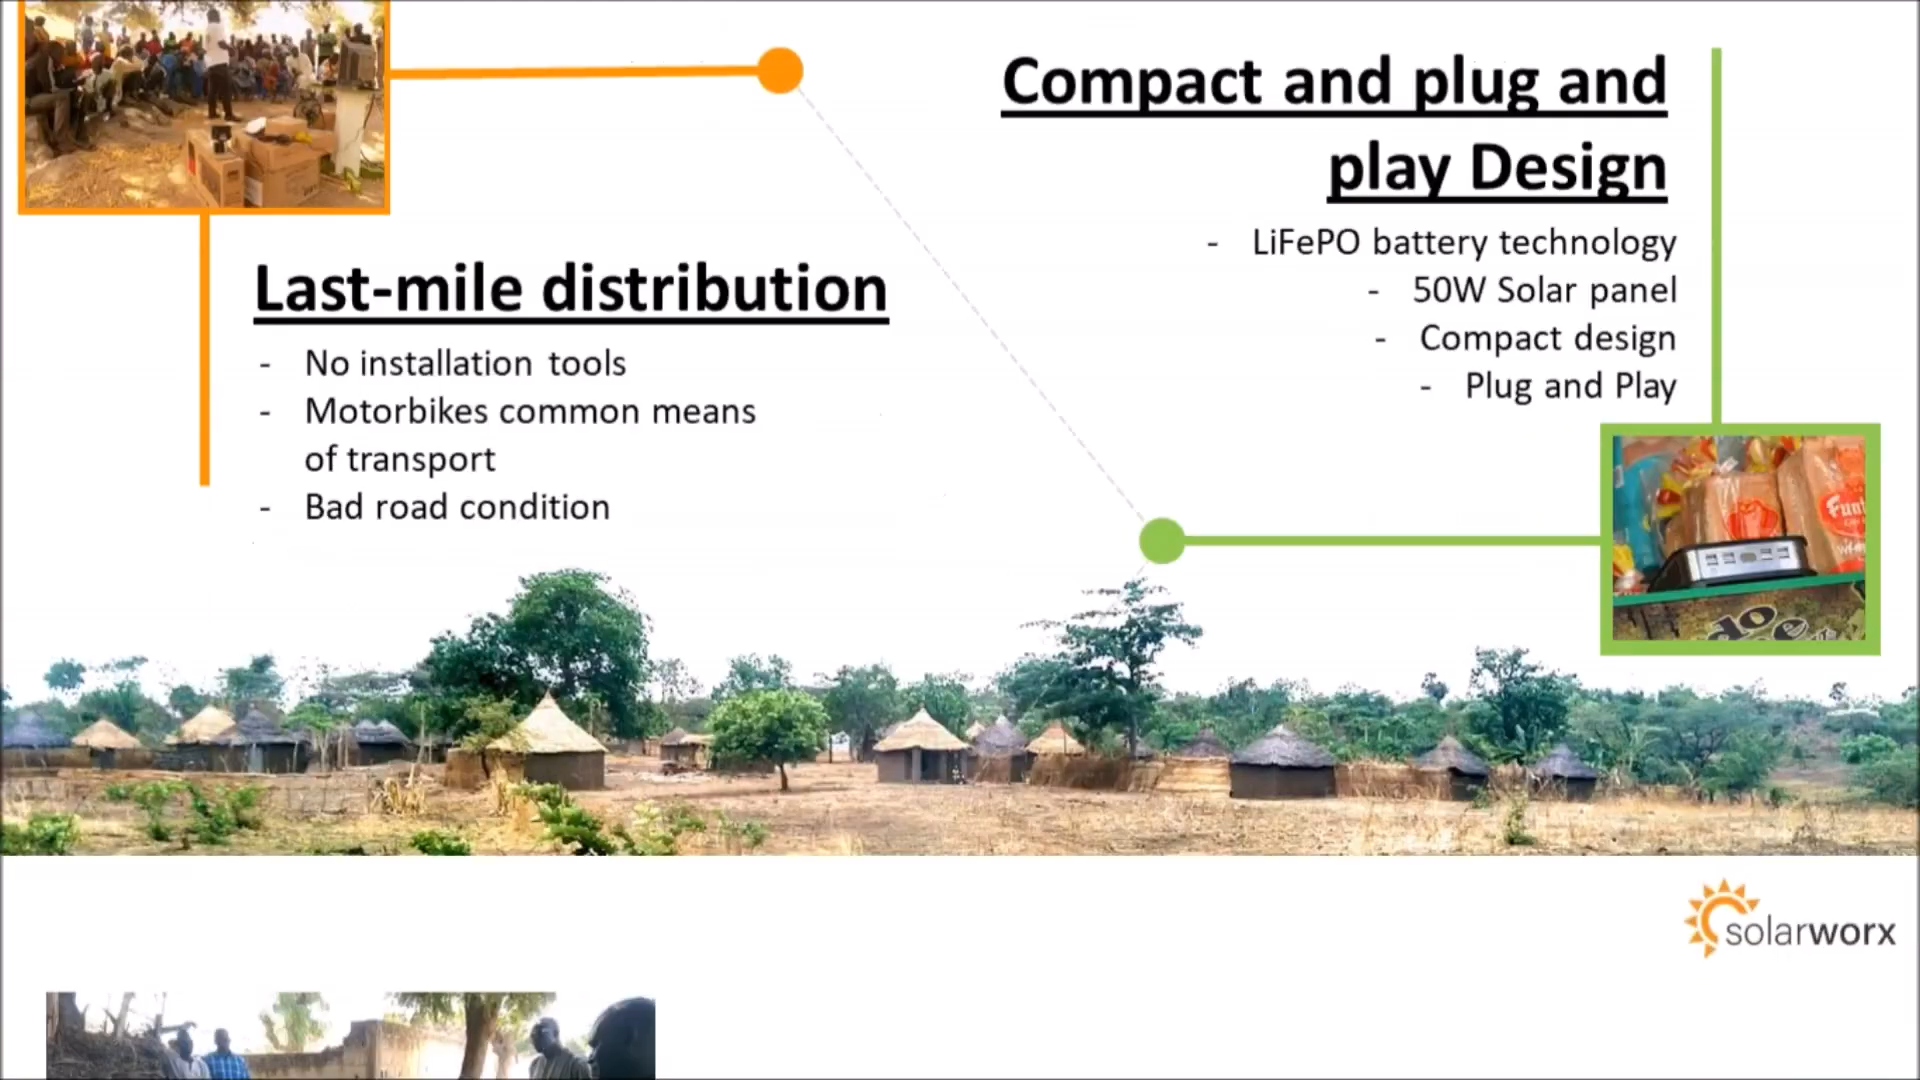 Compact and plug and
play Design
- LiFePO battery technology
- 50W Solar panel
- Compact design
- Plug and Play
Last-mile distribution
- No installation tools
- Motorbikes common means
of transport
- Bad road condition
solarworx